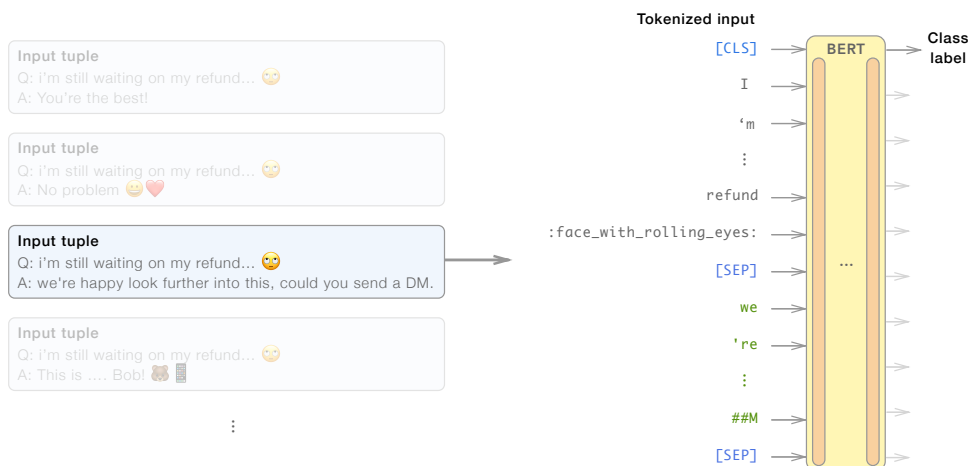 Input tuple
Q: i'm still waiting on my refund... 🙄
A: You're the best!
Input tuple
Q: i'm still waiting on my refund... 🙄
A: No problem 😀❤️
Input tuple
Q: i'm still waiting on my refund... 🙄
A: we're happy look further into this, could you send a DM.
Input tuple
Q: i'm still waiting on my refund... 🙄
A: This is .... Bob!
⋮
Tokenized input
[CLS]
I
‘m
⋮
refund
:face_with_rolling_eyes:
[SEP]
we
're
⋮
##M
[SEP]
BERT
...
Class
label